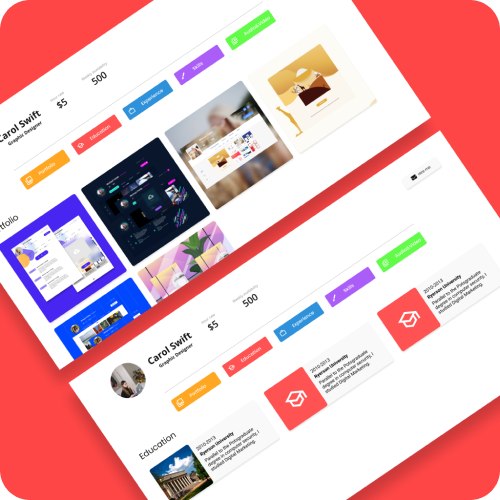 Carol Swift
Graphic Designer
$5
500
Portfolio
Education
Experience
Skills
tfolio
Carol Swift
Graphic Designer
$5
500
Portfolio
Education
Experience
Skills
Education
2010-2013
Ryerson University
Parallel to the Postgraduate
degree in computer security, I
studied Digital Marketing.
2010-2013
Ryerson University
Parallel to the Postgraduate
degree in computer security, I
studied Digital Marketing.
2010-2013
Ryerson University
Parallel to the Postgraduate
degree in computer security, I
studied Digital Marketing.